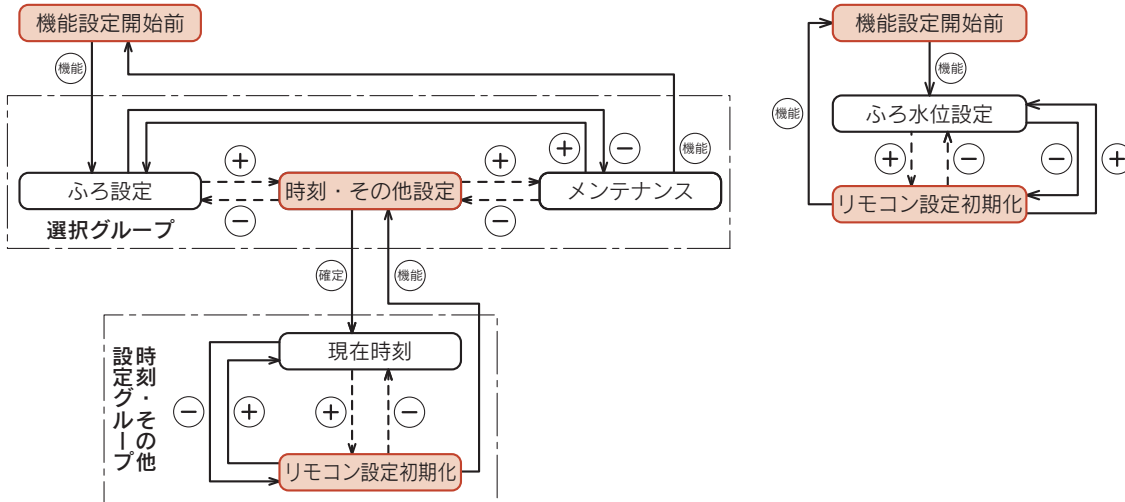 機能設定開始前
機能
＋
－
機能
ふろ設定
＋
－
時刻・その他設定
＋
－
メンテナンス
選択グループ
確定
機能
時刻・その他
設定グループ
現在時刻
－
＋
＋
－
リモコン設定初期化
機能設定開始前
機能
機能
ふろ水位設定
＋
－
－
＋
リモコン設定初期化